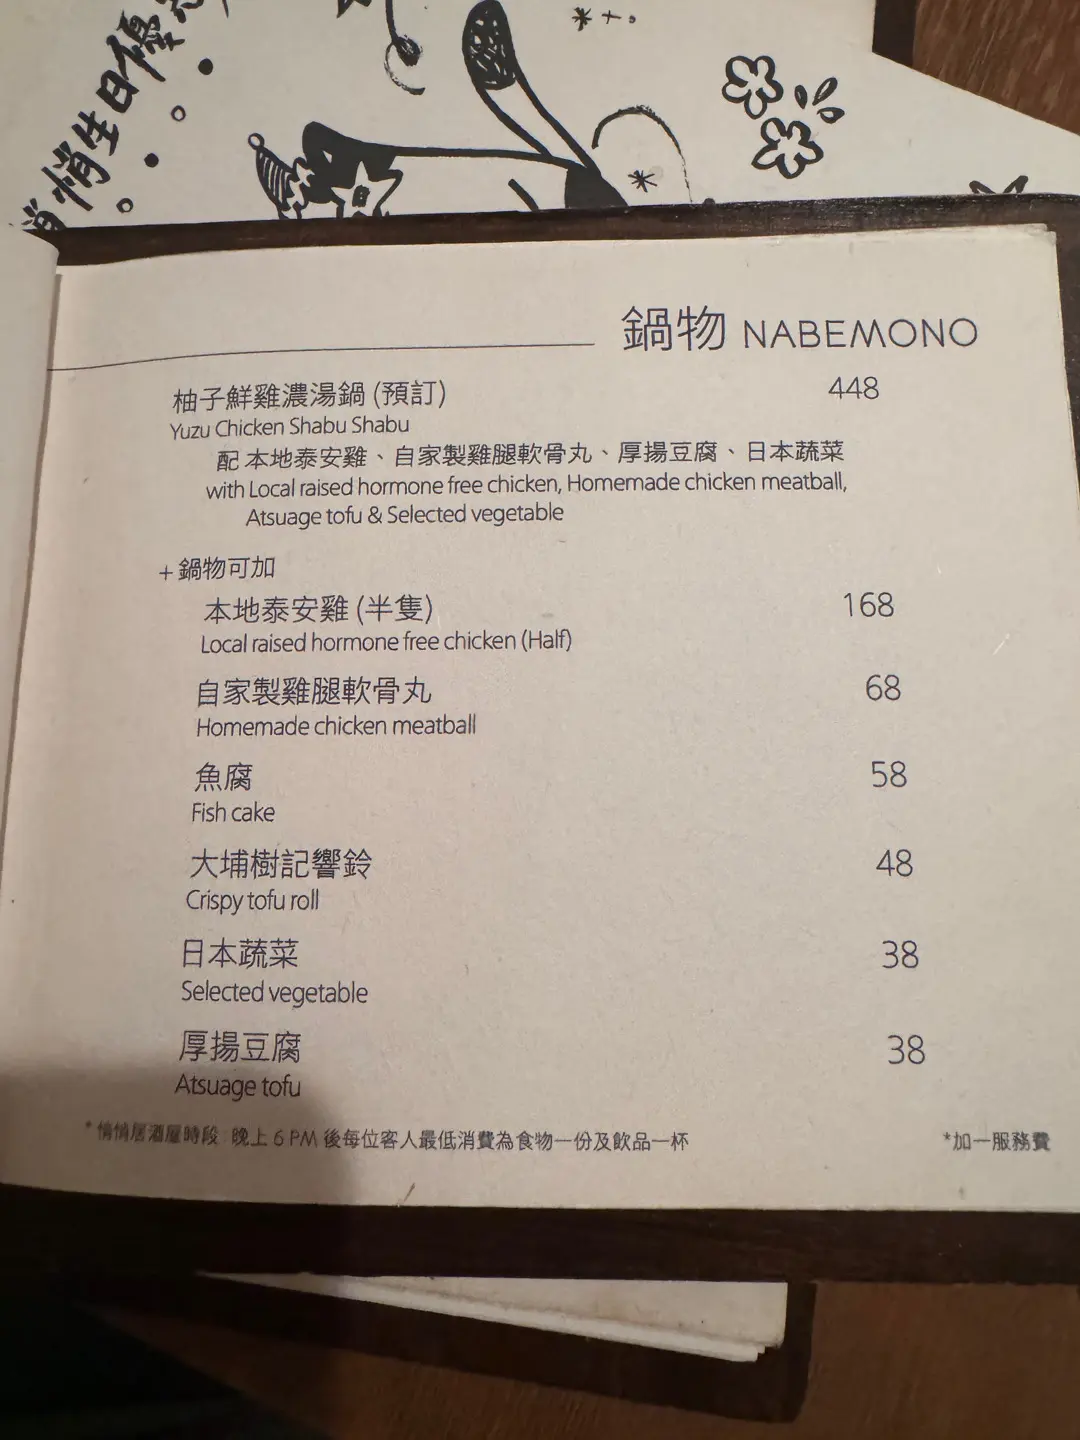 悄悄生日優
鍋物 NABEMONO
柚子鮮雞濃湯鍋 (預訂) 448
Yuzu Chicken Shabu Shabu
配 本地泰安雞、自家製雞腿軟骨丸、厚揚豆腐、日本蔬菜
with Local raised hormone free chicken, Homemade chicken meatball,
Atsuage tofu & Selected vegetable
+ 鍋物可加
本地泰安雞 (半隻) 168
Local raised hormone free chicken (Half)
自家製雞腿軟骨丸 68
Homemade chicken meatball
魚腐 58
Fish cake
大埔樹記響鈴 48
Crispy tofu roll
日本蔬菜 38
Selected vegetable
厚揚豆腐 38
Atsuage tofu
*悄悄居酒屋時段 : 晚上 6 PM 後每位客人最低消費為食物一份及飲品一杯 *加一服務費